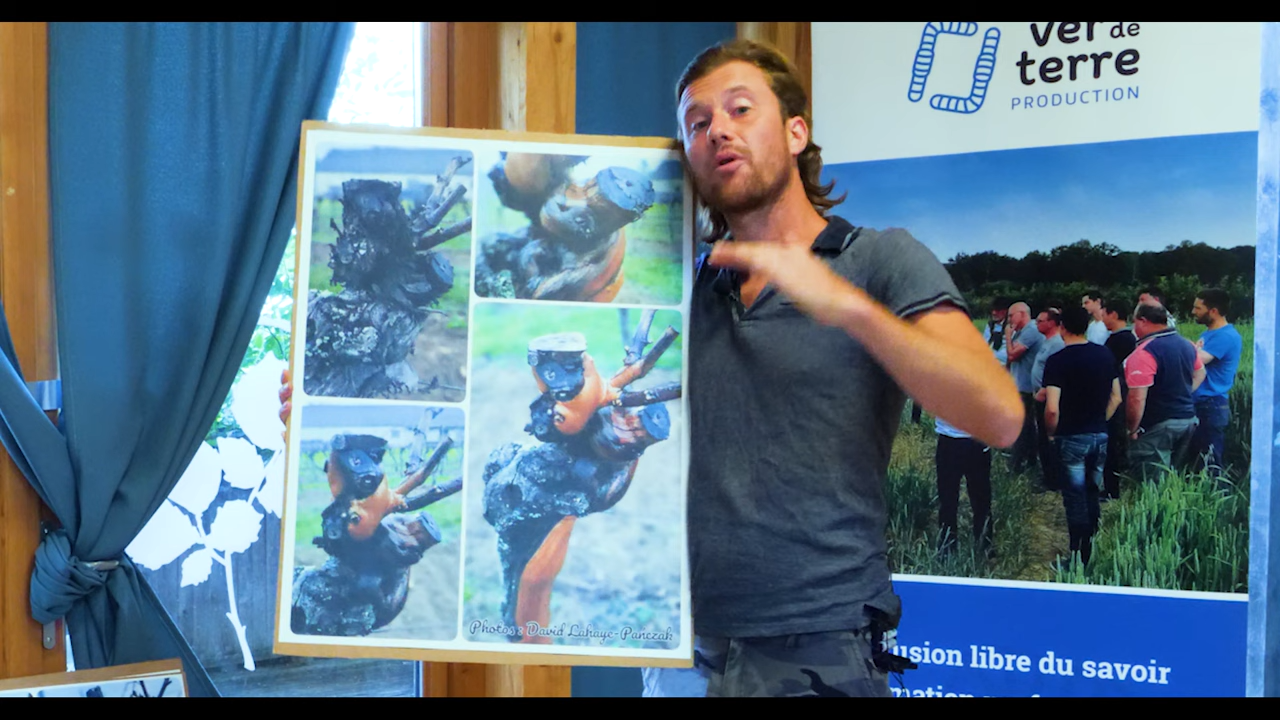 ver de
terre
PRODUCTION
Photos : David Lahaye-Panczak
usion libre du savoir